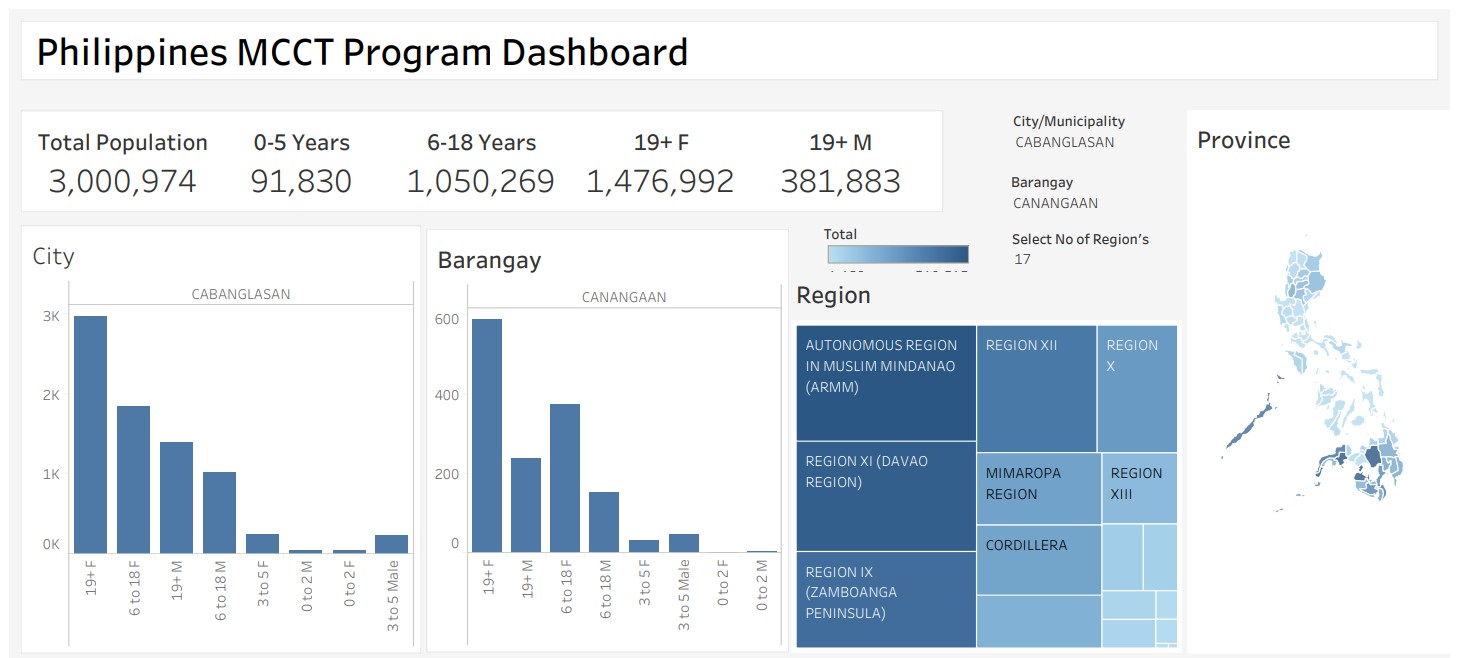 Philippines MCCT Program Dashboard
Total Population
0-5 Years
6-18 Years
19+ F
19+ M
3,000,974
91,830
1,050,269
1,476,992
381,883
City/Municipality
CABANGLASAN
Barangay
CANANGAAN
Select No of Region's
17
Province
City
CABANGLASAN
3K
2K
1K
0K
19+ F
6 to 18 F
19+ M
6 to 18 M
3 to 5 F
0 to 2 M
0 to 2 F
3 to 5 Male
Barangay
CANANGAAN
600
400
200
0
19+ F
19+ M
6 to 18 F
6 to 18 M
3 to 5 F
3 to 5 Male
0 to 2 F
0 to 2 M
Total
Region
AUTONOMOUS REGION
IN MUSLIM MINDANAO
(ARMM)
REGION XI (DAVAO
REGION)
REGION IX
(ZAMBOANGA
PENINSULA)
REGION XII
REGION
X
MIMAROPA
REGION
REGION
XIII
CORDILLERA